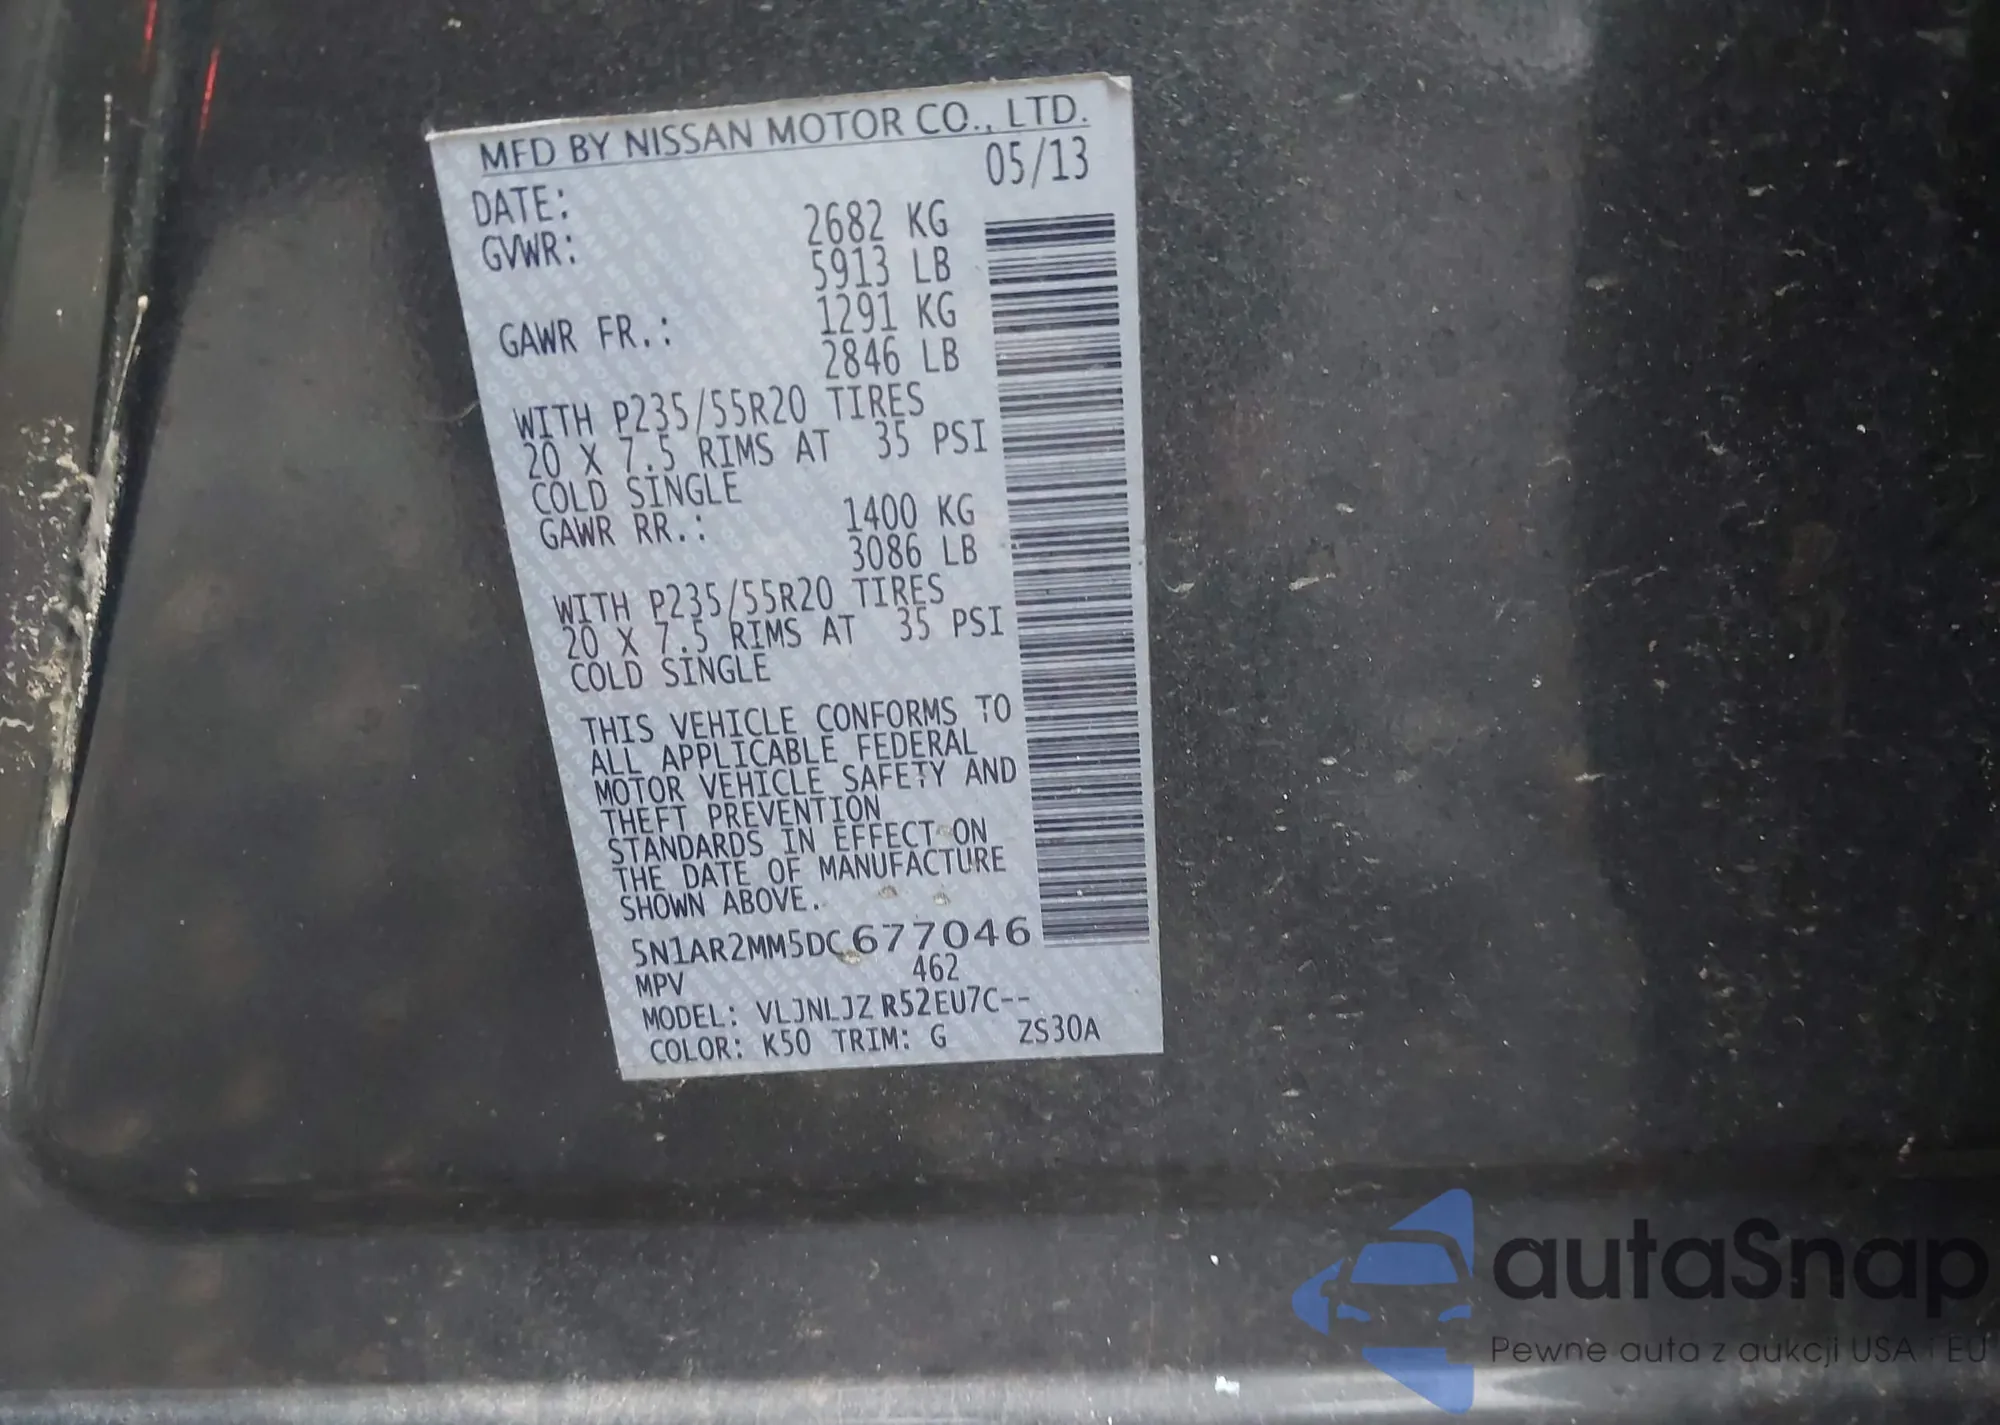 MFD BY NISSAN MOTOR CO., LTD.
DATE: 05/13
GVWR: 2682 KG
5913 LB
GAWR FR.: 1291 KG
2846 LB
WITH P235/55R20 TIRES
20 X 7.5 RIMS AT 35 PSI
COLD SINGLE
GAWR RR.: 1400 KG
3086 LB
WITH P235/55R20 TIRES
20 X 7.5 RIMS AT 35 PSI
COLD SINGLE
THIS VEHICLE CONFORMS TO
ALL APPLICABLE FEDERAL
MOTOR VEHICLE SAFETY AND
THEFT PREVENTION
STANDARDS IN EFFECT ON
THE DATE OF MANUFACTURE
SHOWN ABOVE.
5N1AR2MM5DC677046
MPV 462
MODEL: VLJNLJZ R52EU7C--
COLOR: K50 TRIM: G ZS30A
autaSnap
Pewne auta z aukcji USA i EU